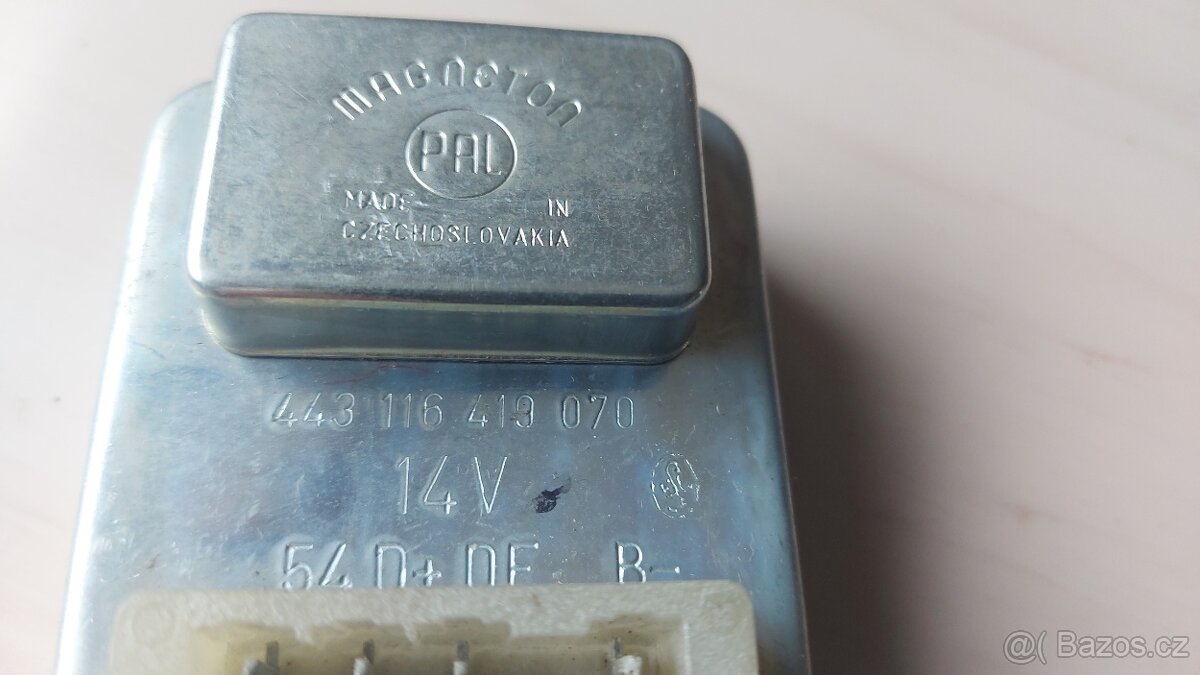 MAGNETON
PAL
MADE IN
CZECHOSLOVAKIA
443 116 419 070
14V
54 D+ DF B-
@( Bazos.cz